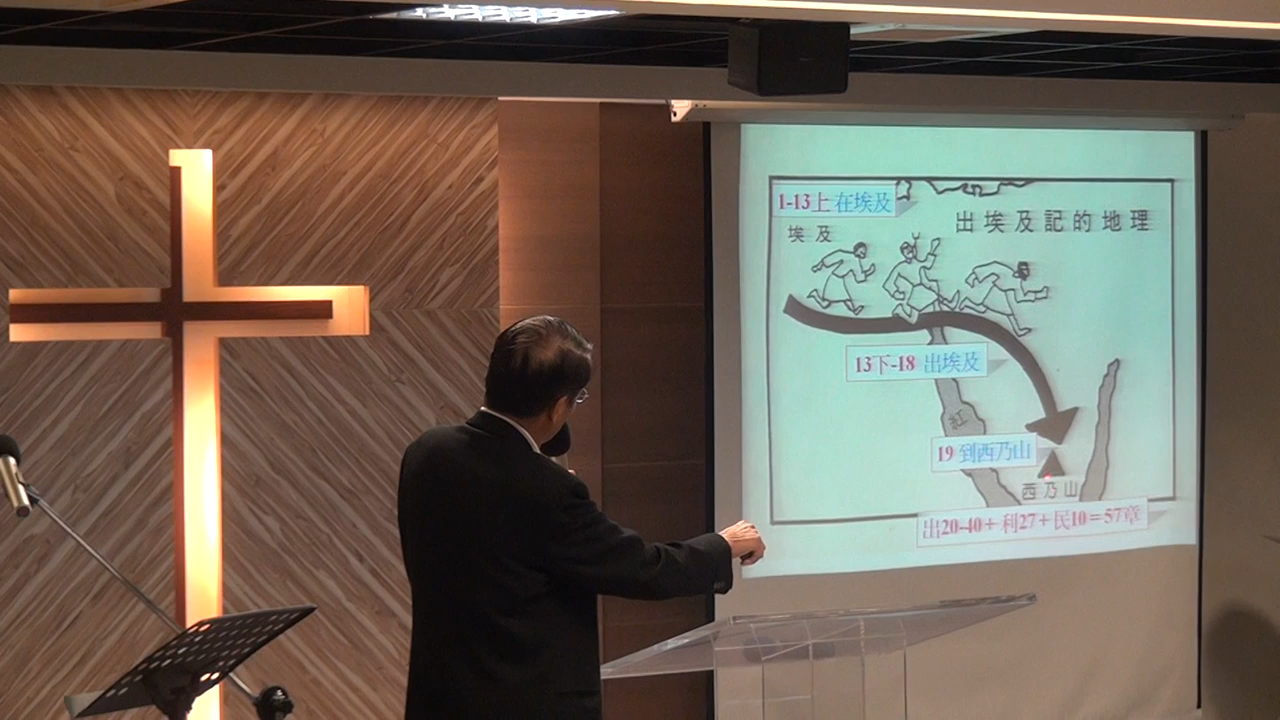 1-13上 在埃及
出埃及記的地理
埃及
13下-18 出埃及
紅
19 到西乃山
西乃山
出20-40+利27+民10=57章